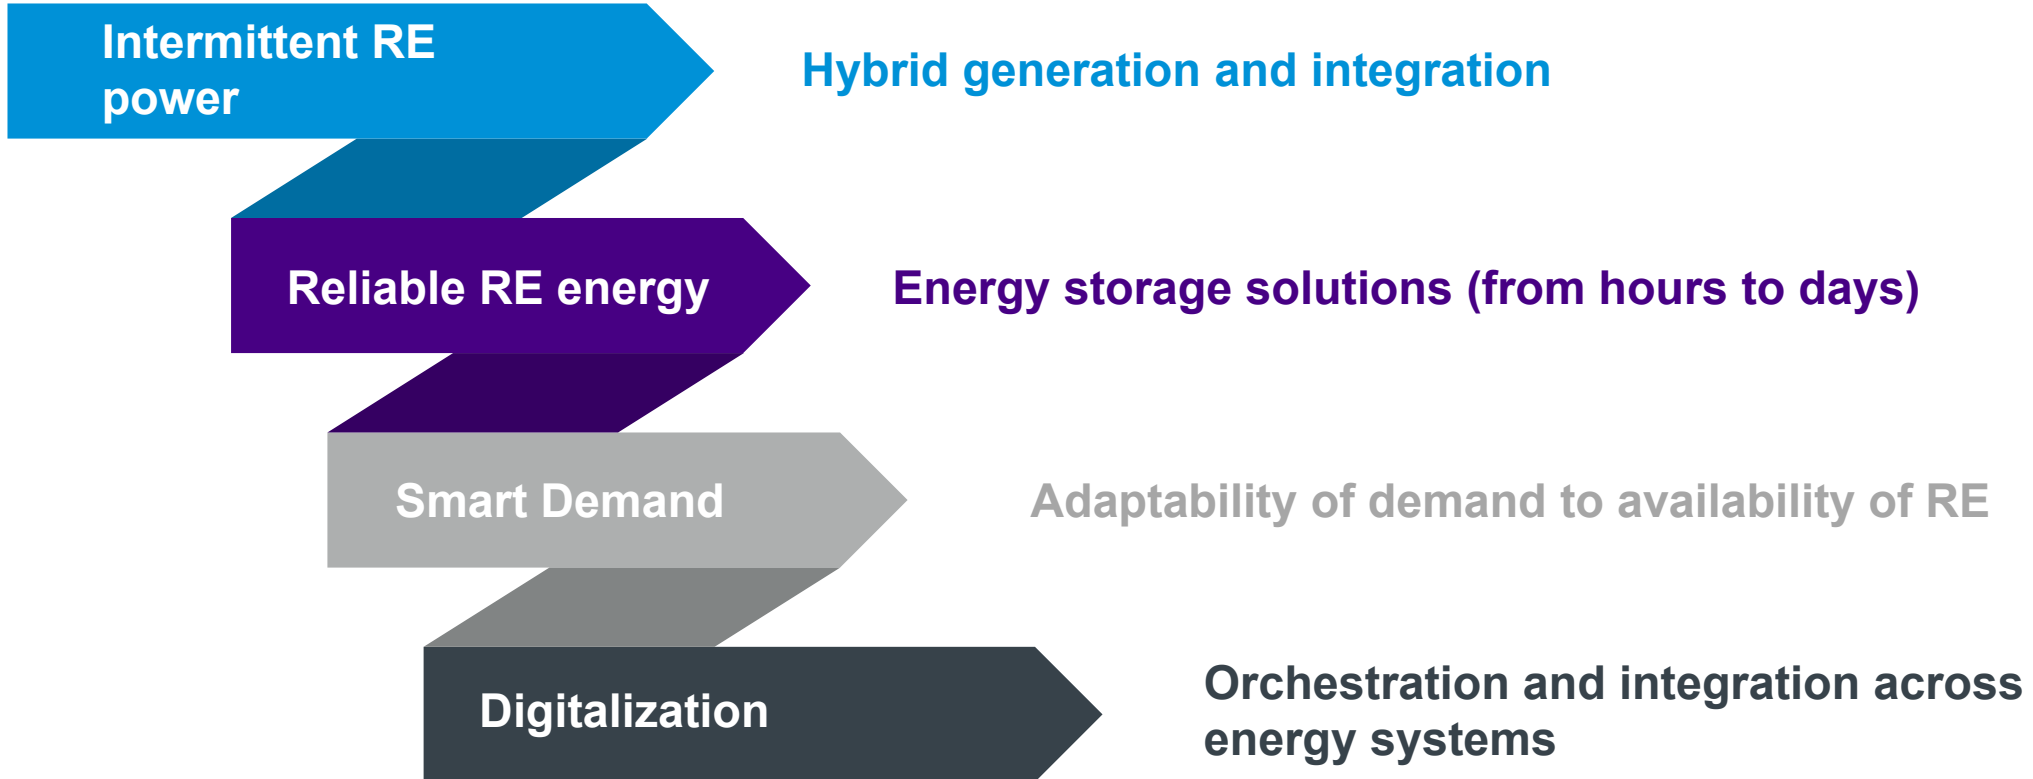 Intermittent RE
power
Hybrid generation and integration
Reliable RE energy
Energy storage solutions (from hours to days)
Smart Demand
Adaptability of demand to availability of RE
Digitalization
Orchestration and integration across
energy systems